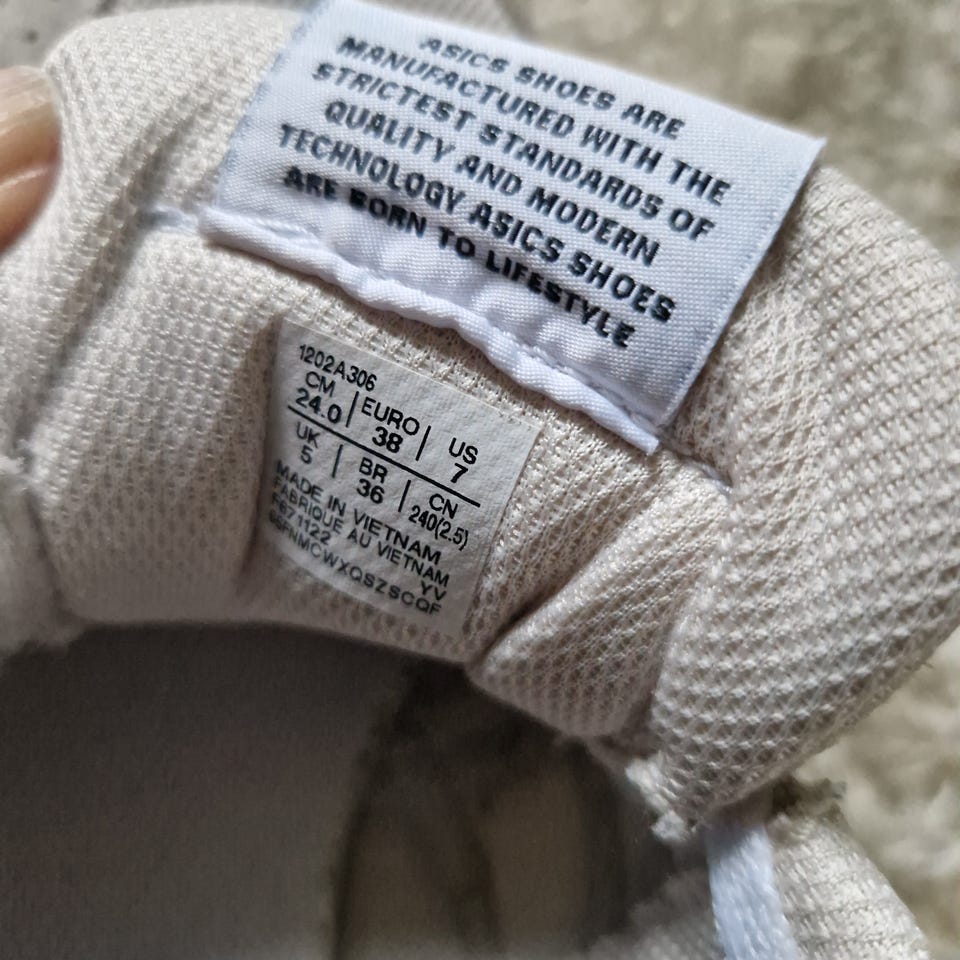 ASICS SHOES ARE
MANUFACTURED WITH THE
STRICTEST STANDARDS OF
QUALITY AND MODERN
TECHNOLOGY ASICS SHOES
ARE BORN TO LIFESTYLE
1202A306
CM EURO US
24.0 38 7
UK BR CN
5 36 240(2.5)
MADE IN VIETNAM
FABRIQUE AU VIETNAM
YV